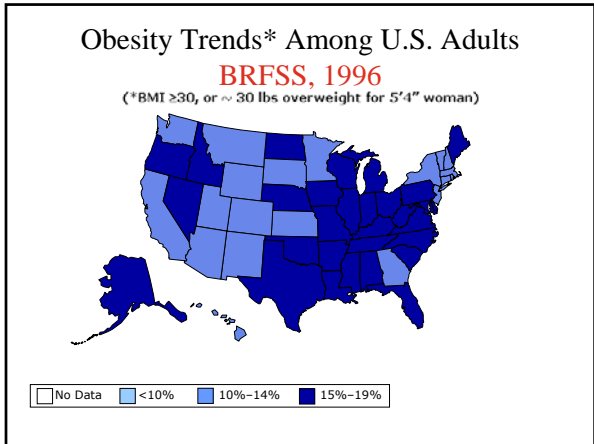 Obesity Trends* Among U.S. Adults
BRFSS, 1996
(*BMI ≥30, or ~ 30 lbs overweight for 5’4” woman)
No Data <10% 10%–14% 15%–19%